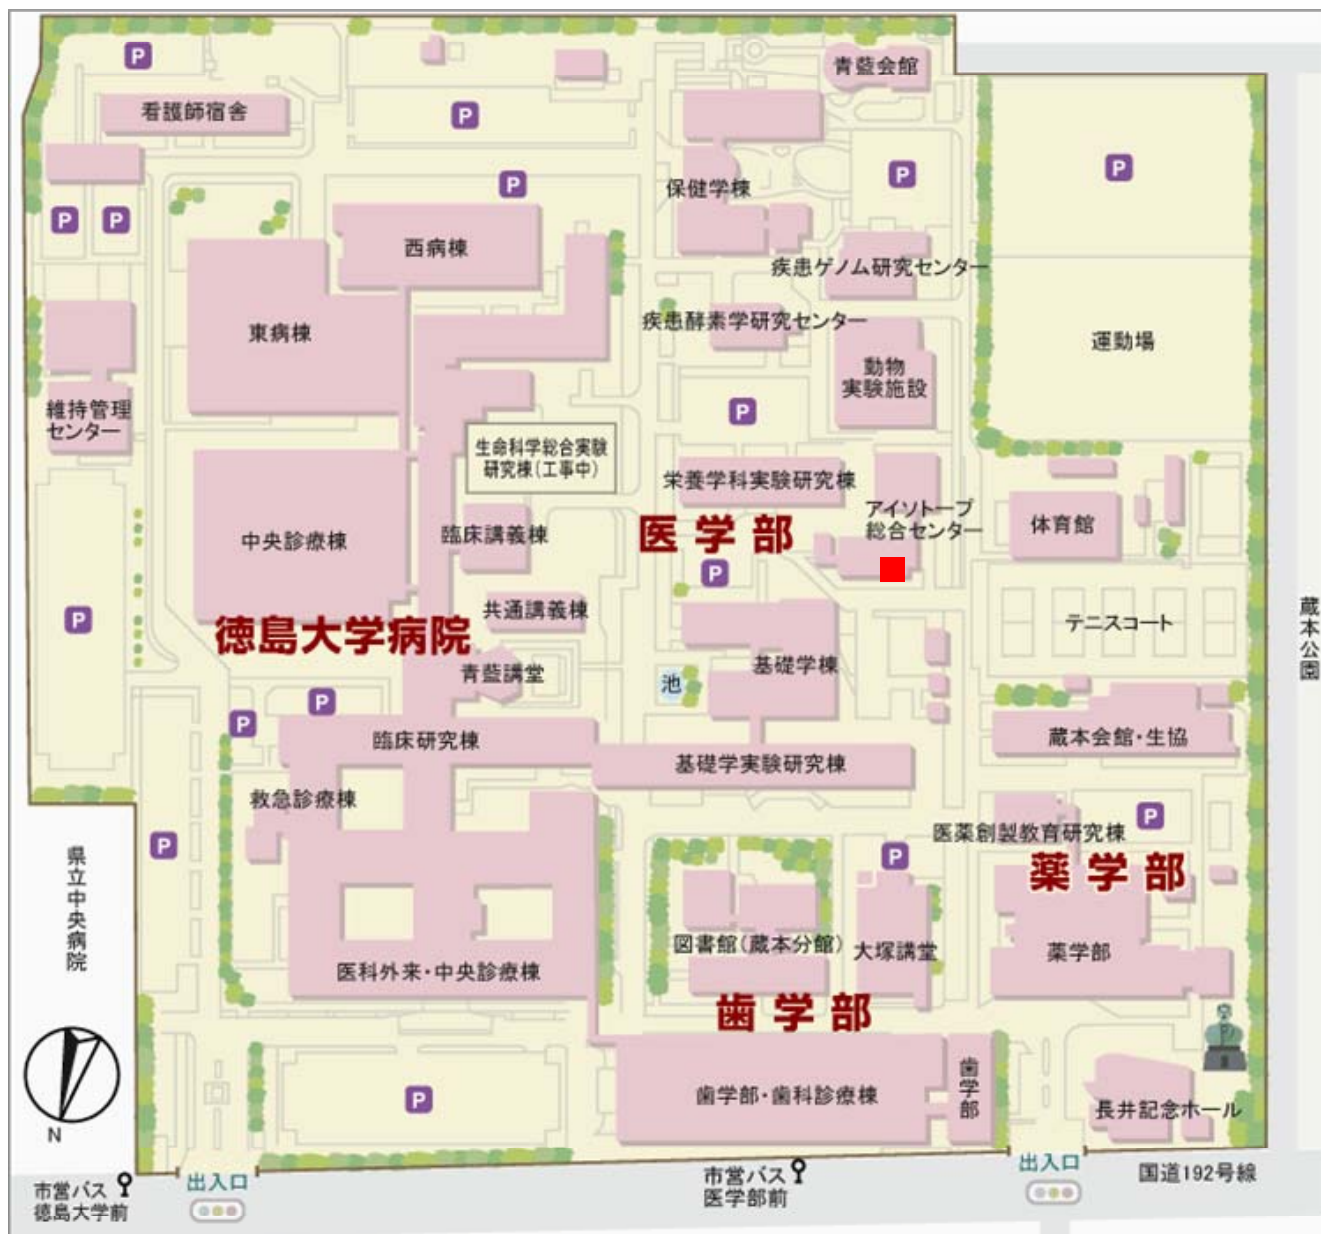 P
青藍会館
看護師宿舎
P
P
P
P
保健学棟
P
P
P
西病棟
疾患ゲノム研究センター
東病棟
疾患酵素学研究センター
運動場
動物
実験施設
維持管理
センター
P
生命科学総合実験
研究棟(工事中)
栄養学科実験研究棟
アイソトープ
総合センター
体育館
中央診療棟
臨床講義棟
医学部
P
共通講義棟
P
徳島大学病院
テニスコート
蔵本公園
青藍講堂
池
基礎学棟
P
P
臨床研究棟
基礎学実験研究棟
蔵本会館・生協
救急診療棟
P
医薬創製教育研究棟
P
P
薬学部
県立中央病院
図書館(蔵本分館)
大塚講堂
薬学部
医科外来・中央診療棟
歯学部
N
P
歯学部・歯科診療棟
歯学部
長井記念ホール
市営バス
徳島大学前
出入口
市営バス
医学部前
出入口
国道192号線